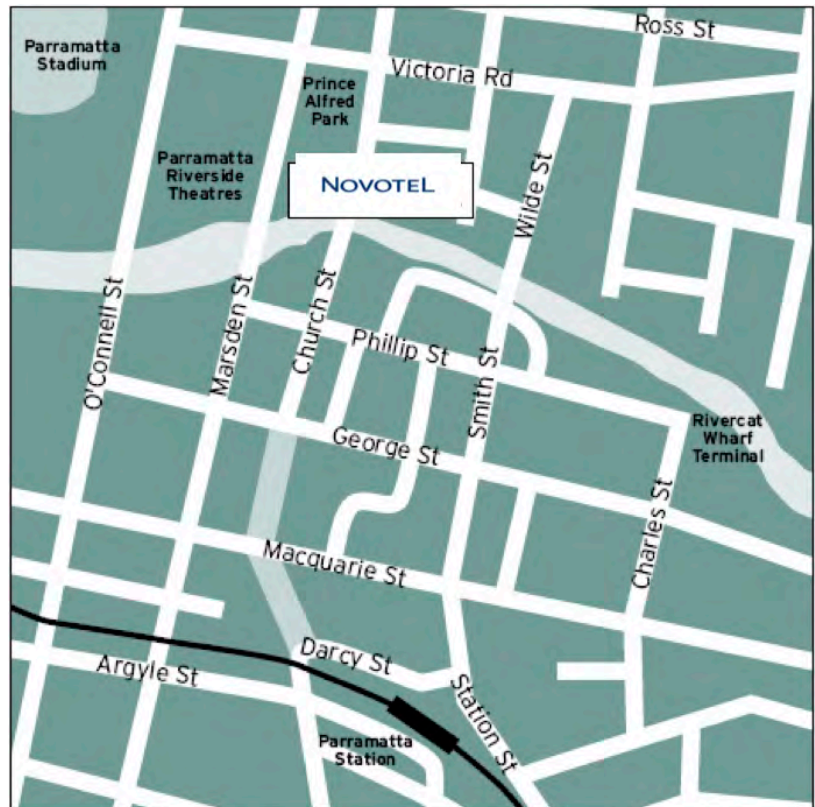 Ross St
Parramatta
Stadium
Victoria Rd
Prince
Alfred
Park
Parramatta
Riverside
Theatres
NOVOTEL
Wilde St
O'Connell St
Marsden St
Church St
Phillip St
Smith St
George St
Rivercat
Wharf
Terminal
Charles St
Macquarie St
Darcy St
Argyle St
Station St
Parramatta
Station